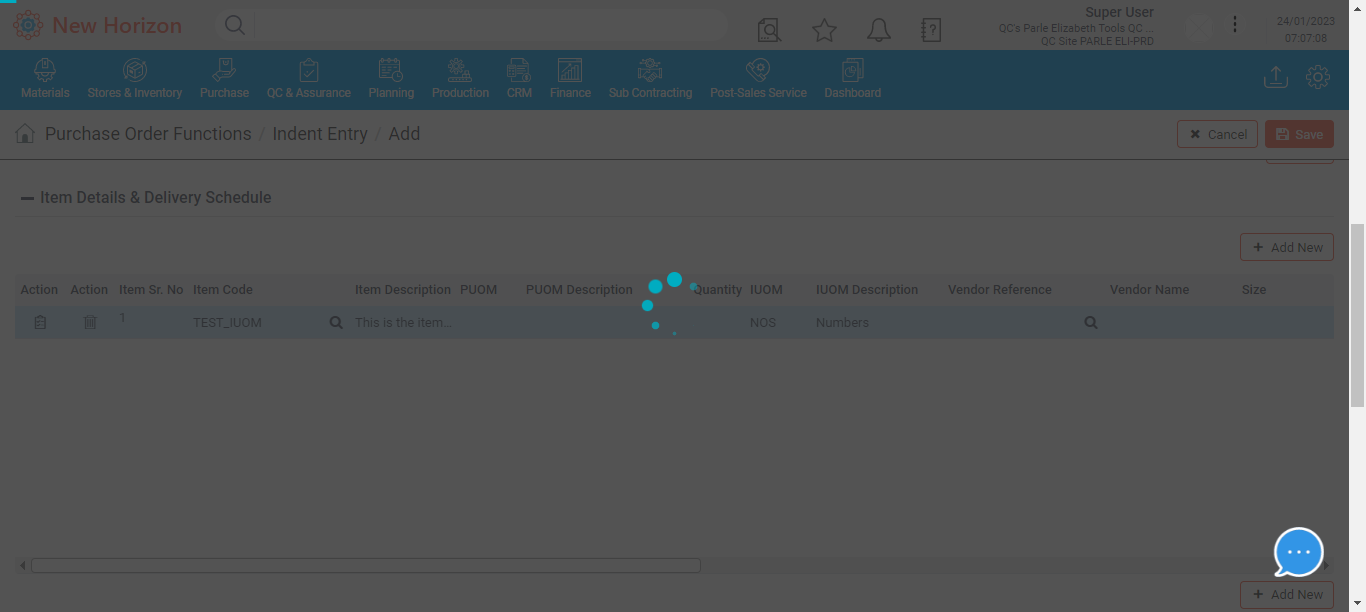 New Horizon
Super User
QC's Parle Elizabeth Tools QC ...
QC Site PARLE ELI-PRD
24/01/2023
07:07:08
Materials Stores & Inventory Purchase QC & Assurance Planning Production CRM Finance Sub Contracting Post-Sales Service Dashboard
Purchase Order Functions / Indent Entry / Add
Cancel Save
Item Details & Delivery Schedule
+ Add New
Action Action Item Sr. No Item Code Item Description PUOM PUOM Description Quantity IUOM IUOM Description Vendor Reference Vendor Name Size
1 TEST_IUOM This is the item... NOS Numbers
+ Add New